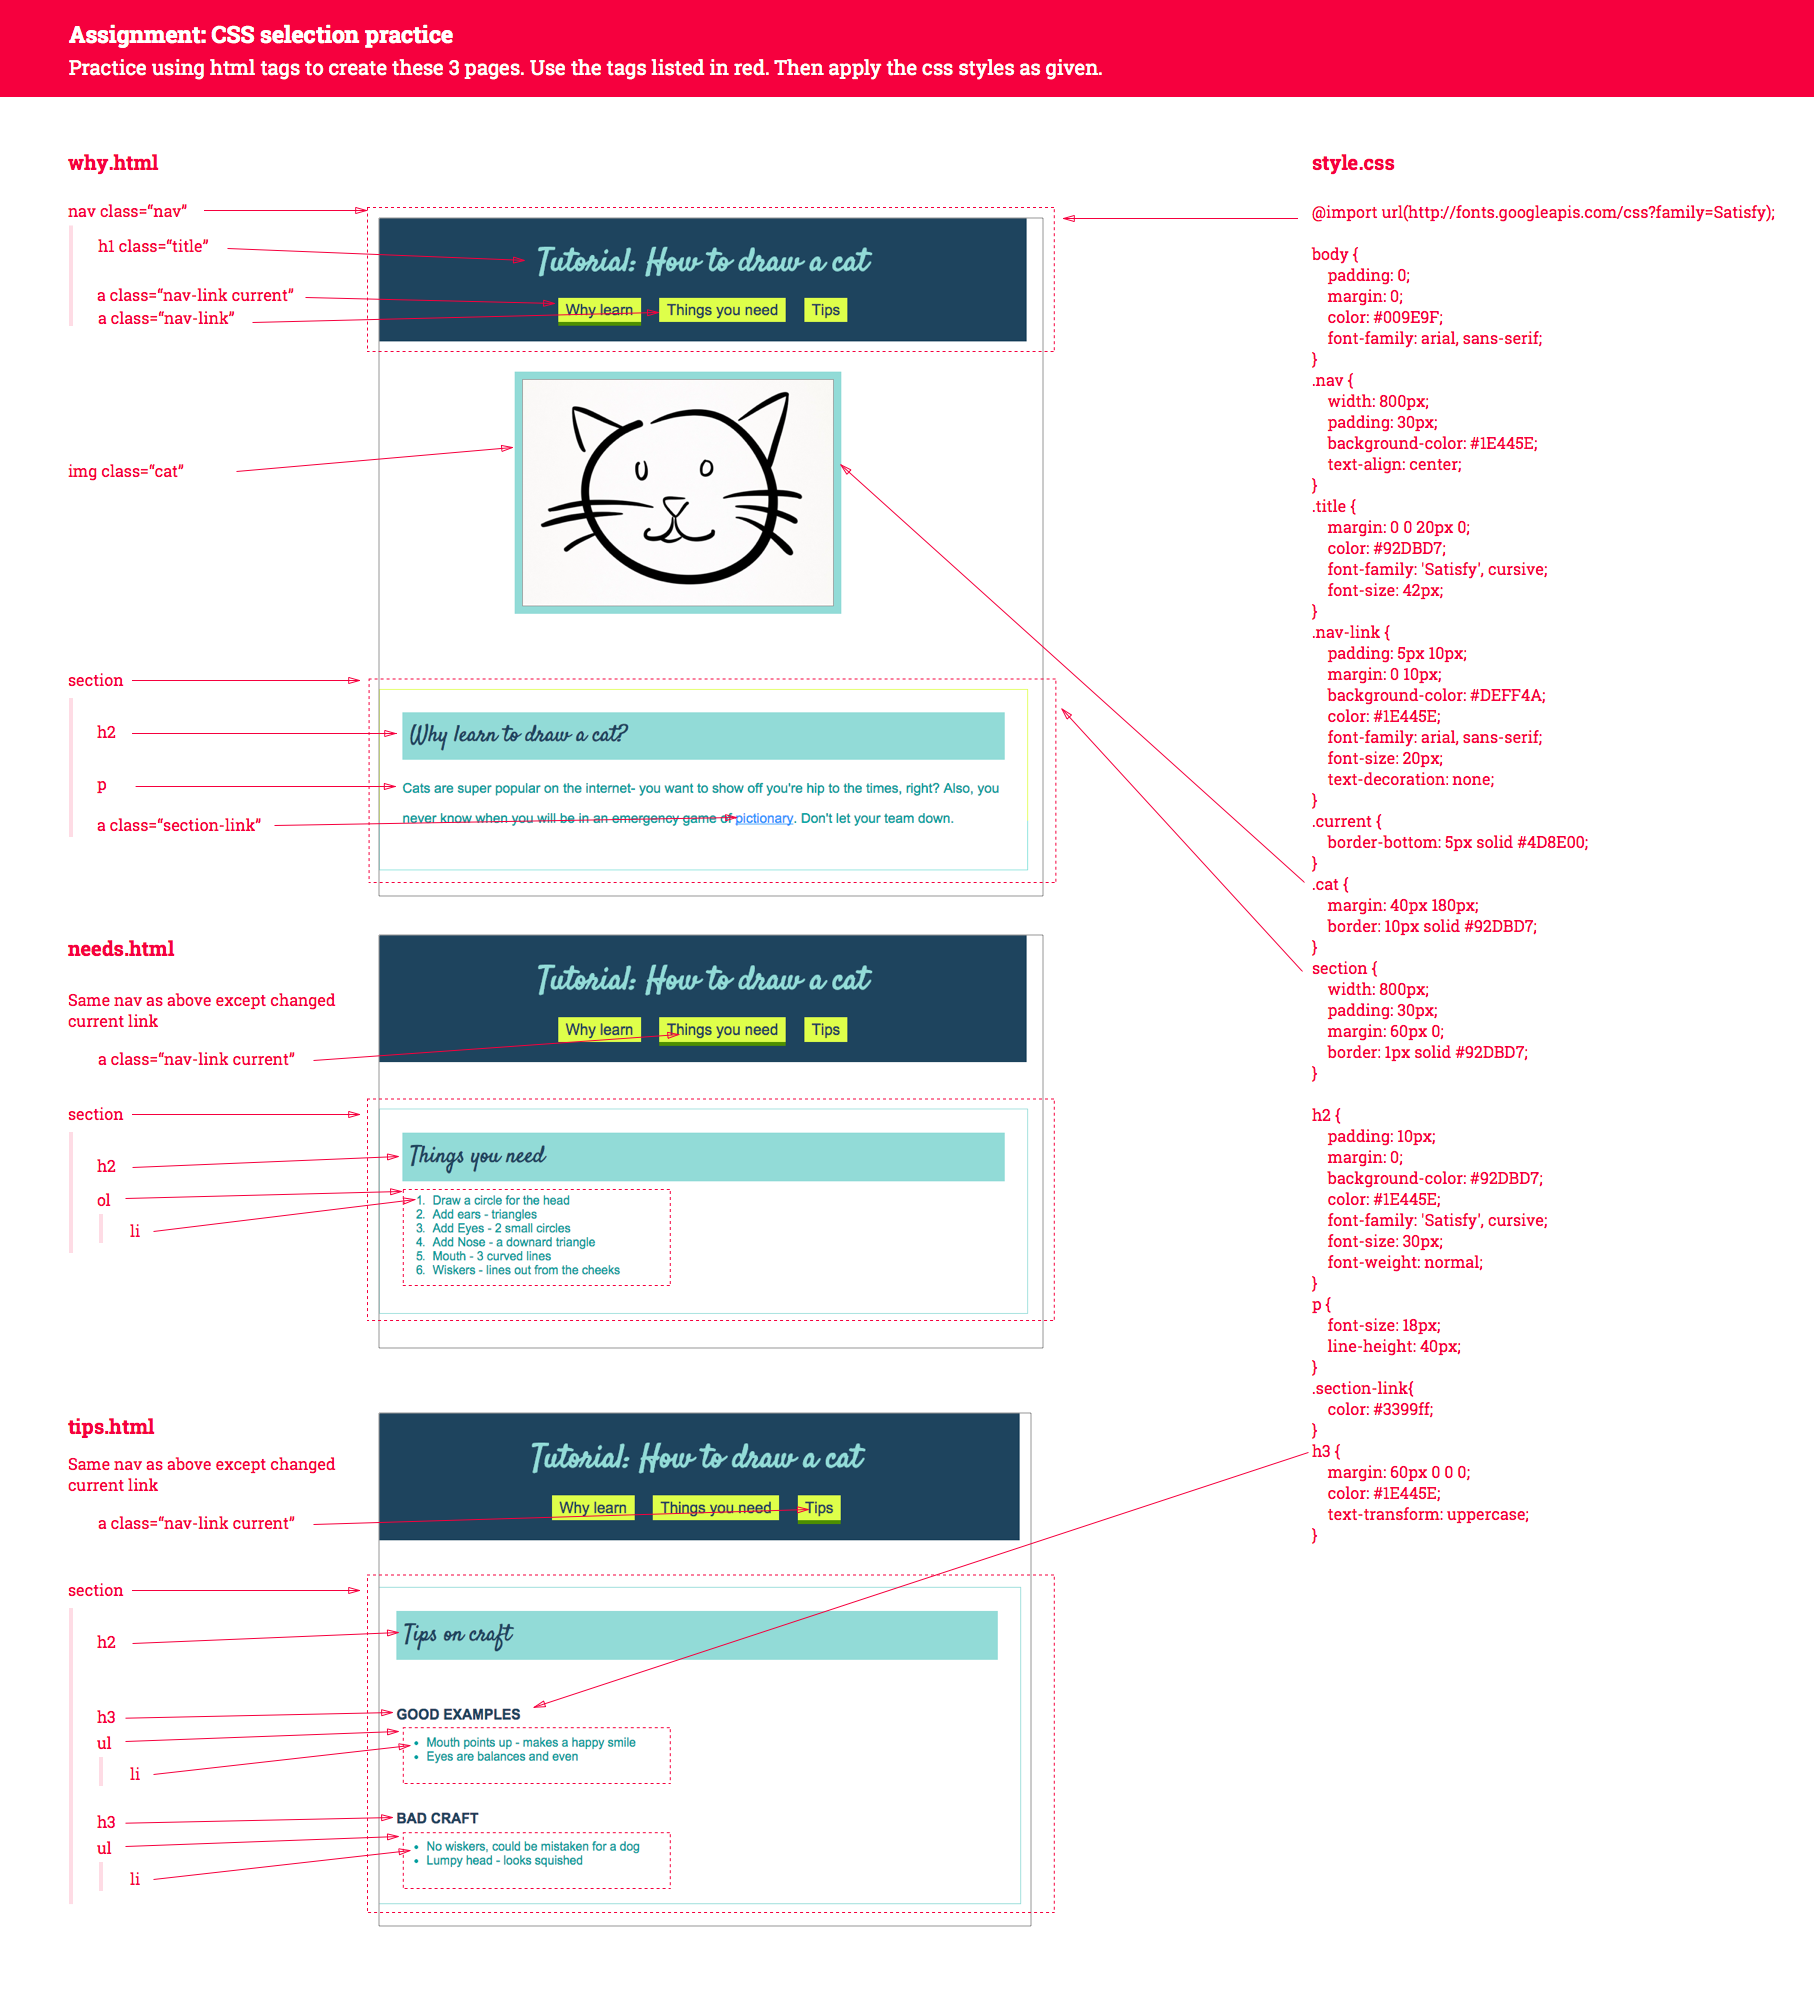 Assignment: CSS selection practice
Practice using html tags to create these 3 pages. Use the tags listed in red. Then apply the css styles as given.
why.html
nav class=“nav”
h1 class=“title”
a class=“nav-link current”
a class=“nav-link”
Tutorial: How to draw a cat
Why learn Things you need Tips
img class=“cat”
section
h2
Why learn to draw a cat?
p
Cats are super popular on the internet- you want to show off you're hip to the times, right? Also, you
never know when you will be in an emergency game of pictionary. Don't let your team down.
a class=“section-link”
needs.html
Same nav as above except changed
current link
a class=“nav-link current”
Tutorial: How to draw a cat
Why learn Things you need Tips
section
h2
Things you need
ol
li
1. Draw a circle for the head
2. Add ears - triangles
3. Add Eyes - 2 small circles
4. Add Nose - a downard triangle
5. Mouth - 3 curved lines
6. Wiskers - lines out from the cheeks
tips.html
Same nav as above except changed
current link
a class=“nav-link current”
Tutorial: How to draw a cat
Why learn Things you need Tips
section
h2
Tips on craft
h3
GOOD EXAMPLES
ul
li
• Mouth points up - makes a happy smile
• Eyes are balances and even
h3
BAD CRAFT
ul
li
• No wiskers, could be mistaken for a dog
• Lumpy head - looks squished
style.css
@import url(http://fonts.googleapis.com/css?family=Satisfy);
body {
padding: 0;
margin: 0;
color: #009E9F;
font-family: arial, sans-serif;
}
.nav {
width: 800px;
padding: 30px;
background-color: #1E445E;
text-align: center;
}
.title {
margin: 0 0 20px 0;
color: #92DBD7;
font-family: 'Satisfy', cursive;
font-size: 42px;
}
.nav-link {
padding: 5px 10px;
margin: 0 10px;
background-color: #DEFF4A;
color: #1E445E;
font-family: arial, sans-serif;
font-size: 20px;
text-decoration: none;
}
.current {
border-bottom: 5px solid #4D8E00;
}
.cat {
margin: 40px 180px;
border: 10px solid #92DBD7;
}
section {
width: 800px;
padding: 30px;
margin: 60px 0;
border: 1px solid #92DBD7;
}
h2 {
padding: 10px;
margin: 0;
background-color: #92DBD7;
color: #1E445E;
font-family: 'Satisfy', cursive;
font-size: 30px;
font-weight: normal;
}
p {
font-size: 18px;
line-height: 40px;
}
.section-link{
color: #3399ff;
}
h3 {
margin: 60px 0 0 0;
color: #1E445E;
text-transform: uppercase;
}